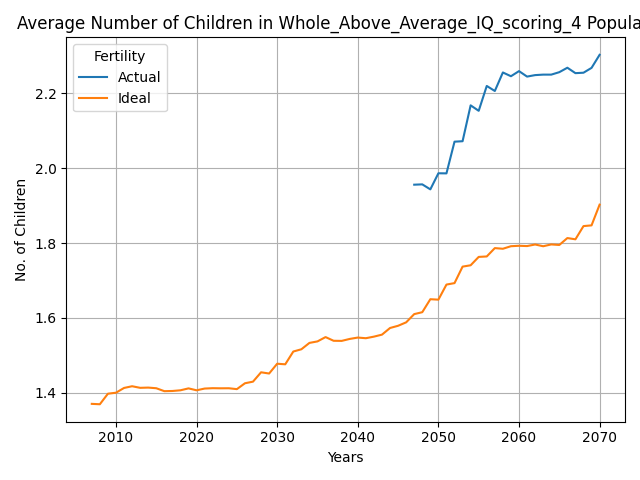 Average Number of Children in Whole_Above_Average_IQ_scoring_4 Popula
Fertility
Actual
Ideal
No. of Children
2.2
2.0
1.8
1.6
1.4
2010 2020 2030 2040 2050 2060 2070
Years